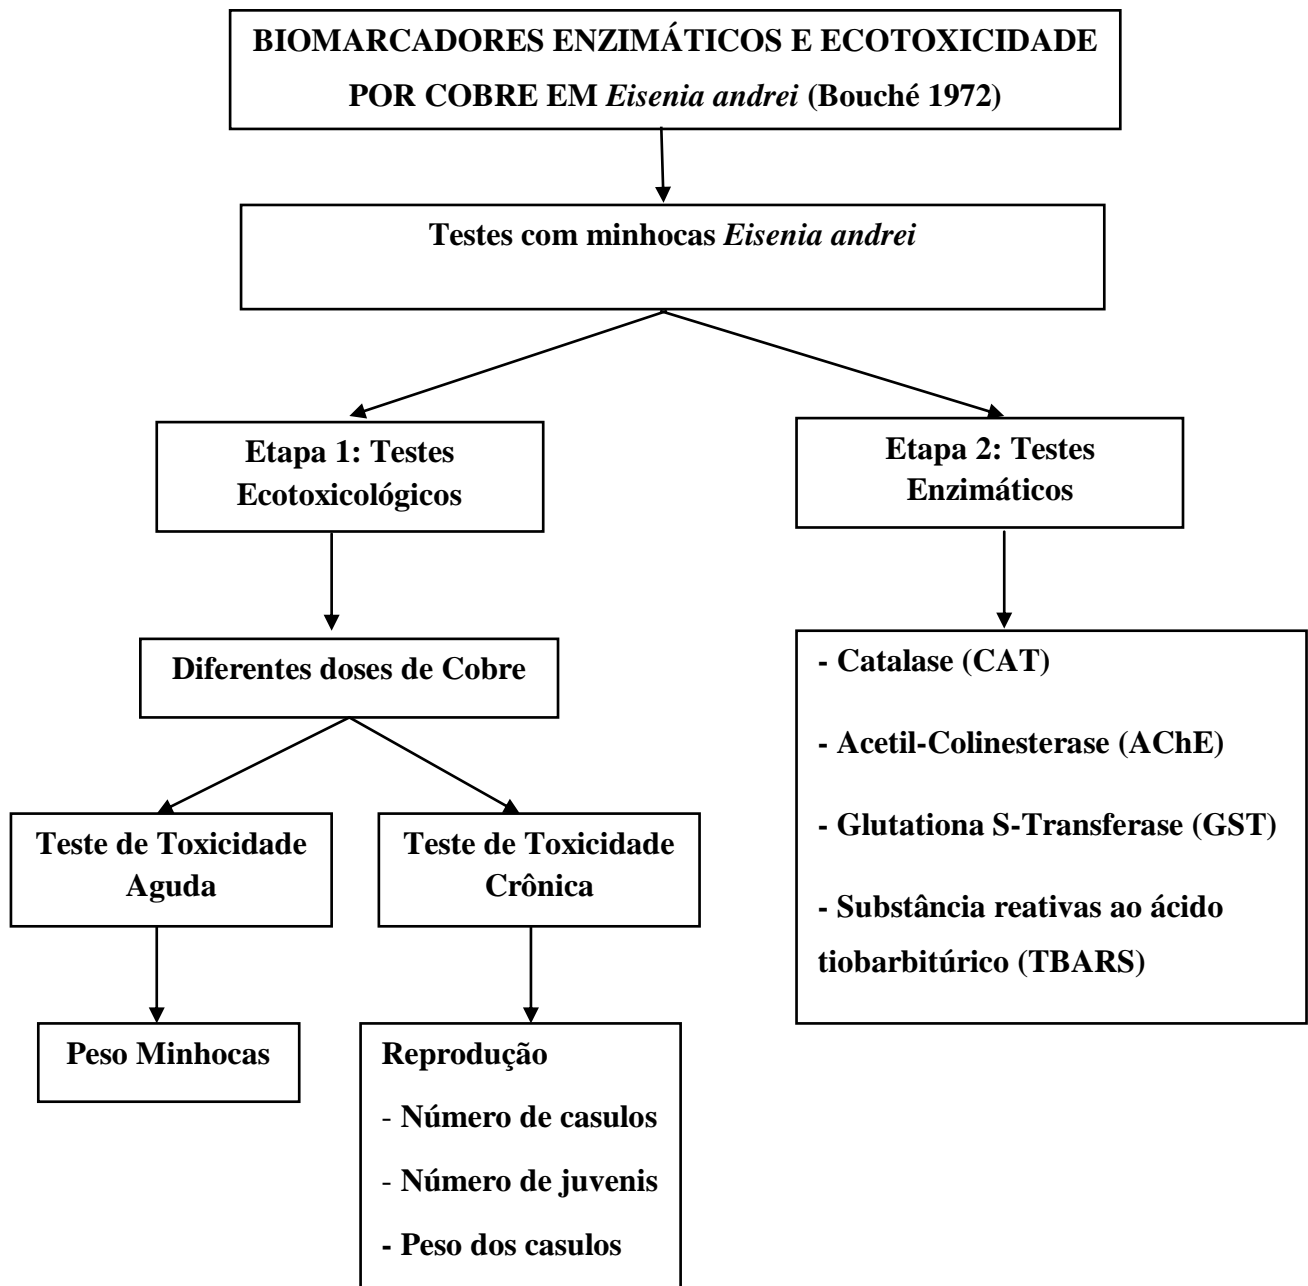 BIOMARCADORES ENZIMÁTICOS E ECOTOXICIDADE
POR COBRE EM Eisenia andrei (Bouché 1972)
Testes com minhocas Eisenia andrei
Etapa 1: Testes
Ecotoxicológicos
Etapa 2: Testes
Enzimáticos
Diferentes doses de Cobre
- Catalase (CAT)
- Acetil-Colinesterase (AChE)
- Glutationa S-Transferase (GST)
- Substância reativas ao ácido
tiobarbitúrico (TBARS)
Teste de Toxicidade
Aguda
Teste de Toxicidade
Crônica
Peso Minhocas
Reprodução
- Número de casulos
- Número de juvenis
- Peso dos casulos